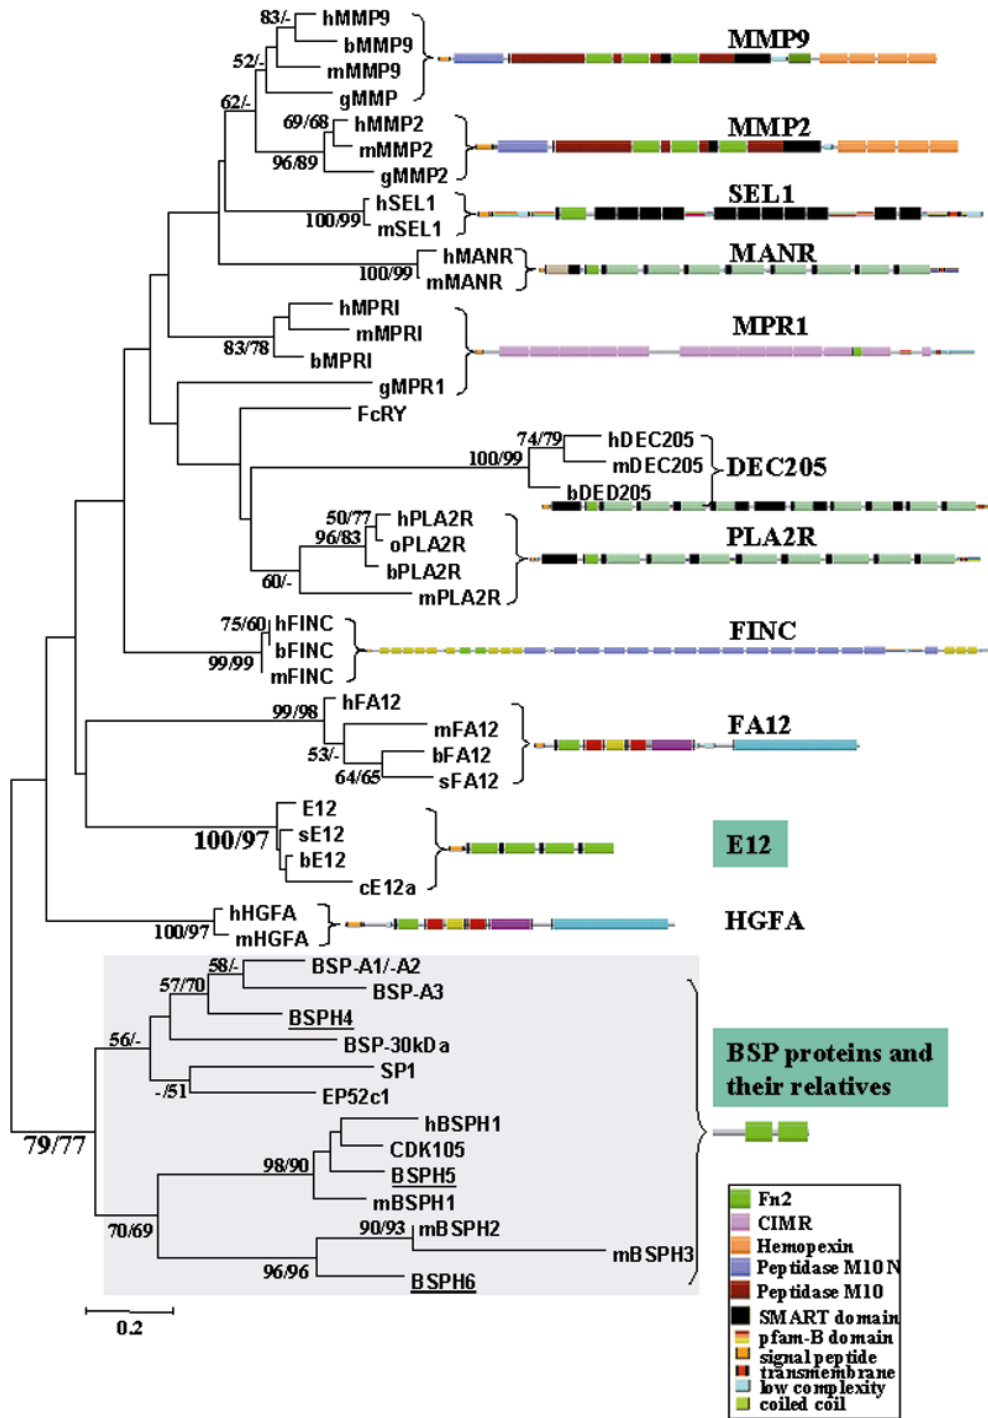 83/-
hMMP9
bMMP9
52/-
mMMP9
gMMP
MMP9
62/-
69/68
hMMP2
mMMP2
96/89
gMMP2
MMP2
hSEL1
100/99
mSEL1
SEL1
hMANR
100/99
mMANR
MANR
hMPRI
mMPRI
83/78
bMPRI
gMPR1
MPR1
FcRY
74/79
hDEC205
100/99
mDEC205
bDED205
DEC205
50/77
hPLA2R
96/83
oPLA2R
bPLA2R
60/-
mPLA2R
PLA2R
75/60
hFINC
bFINC
99/99
mFINC
FINC
hFA12
99/98
mFA12
53/-
bFA12
64/65
sFA12
FA12
E12
100/97
sE12
bE12
cE12a
E12
hHGFA
100/97
mHGFA
HGFA
58/-
BSP-A1/-A2
57/70
BSP-A3
BSPH4
56/-
BSP-30kDa
SP1
-/51
EP52c1
BSP proteins and
their relatives
79/77
hBSPH1
CDK105
98/90
BSPH5
mBSPH1
70/69
90/93
mBSPH2
mBSPH3
96/96
BSPH6
0.2
Fn2
CIMR
Hemopexin
Peptidase M10 N
Peptidase M10
SMART domain
pfam-B domain
signal peptide
transmembrane
low complexity
coiled coil